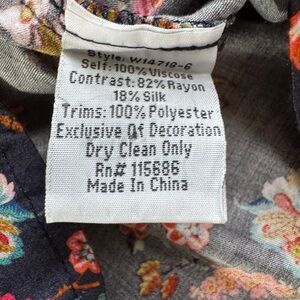 Style: W14718-6
Self: 100% Viscose
Contrast: 82% Rayon
18% Silk
Trims: 100% Polyester
Exclusive Of Decoration
Dry Clean Only
Rn# 115686
Made In China